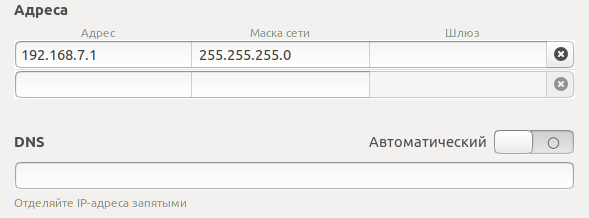 Адреса
Адрес Маска сети Шлюз
192.168.7.1 255.255.255.0
DNS Автоматический
Отделяйте IP-адреса запятыми